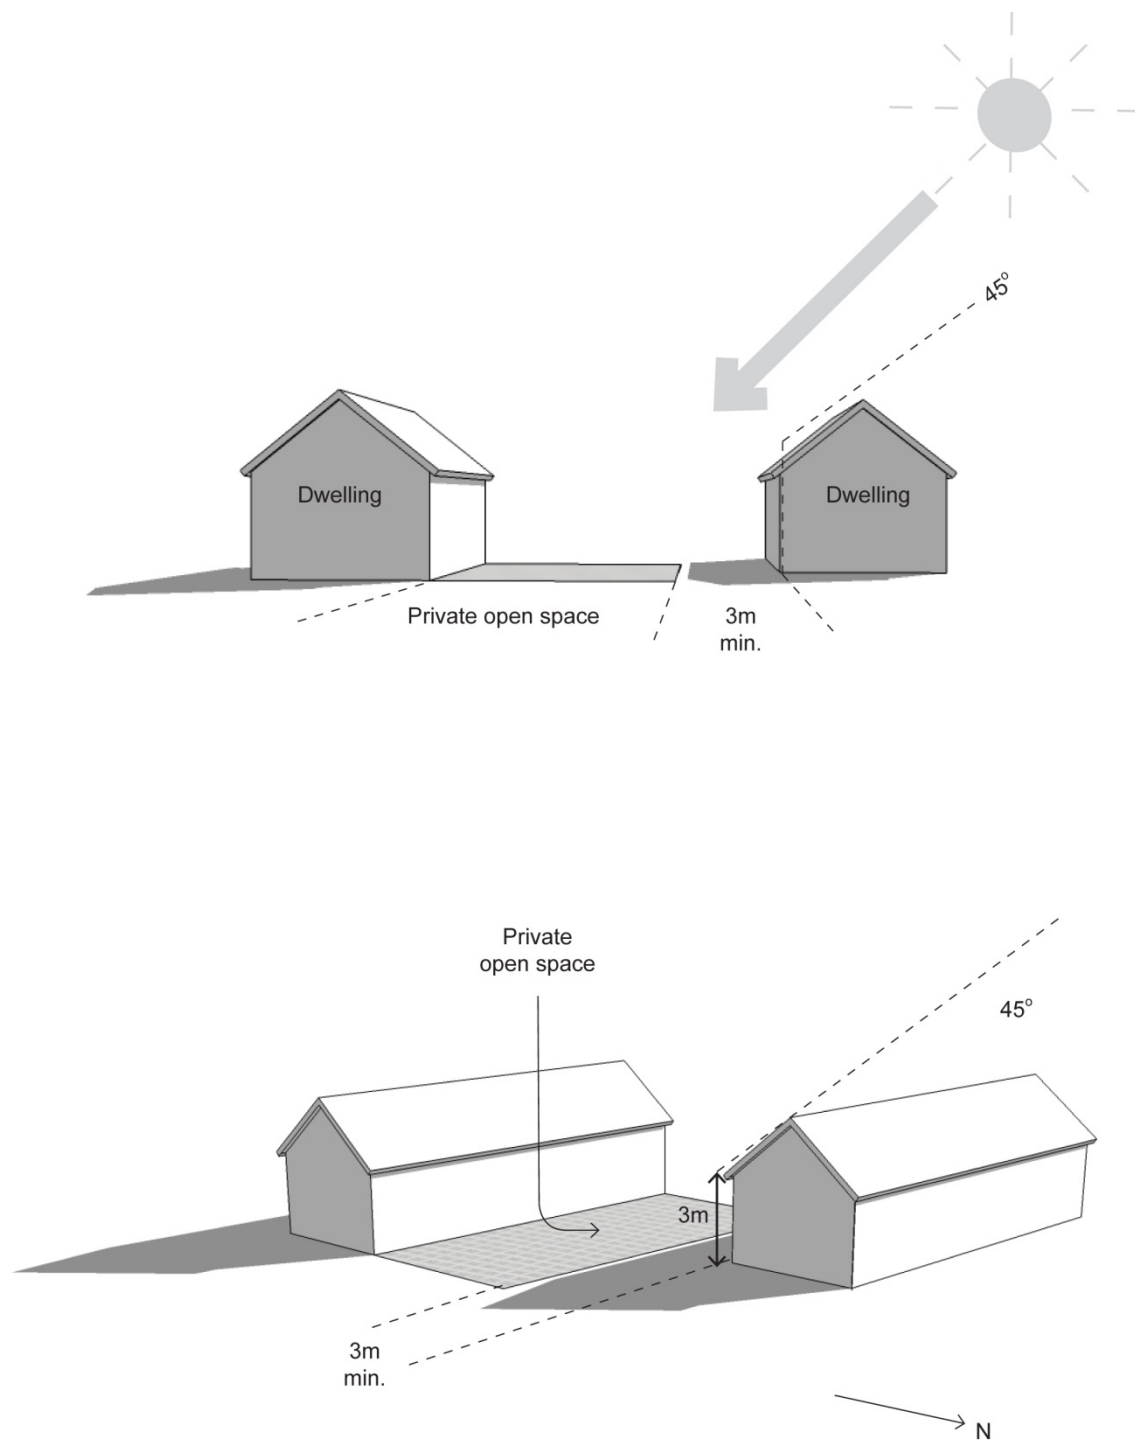 45°
Dwelling
Dwelling
Private open space
3m
min.
Private
open space
45°
3m
3m
min.
N